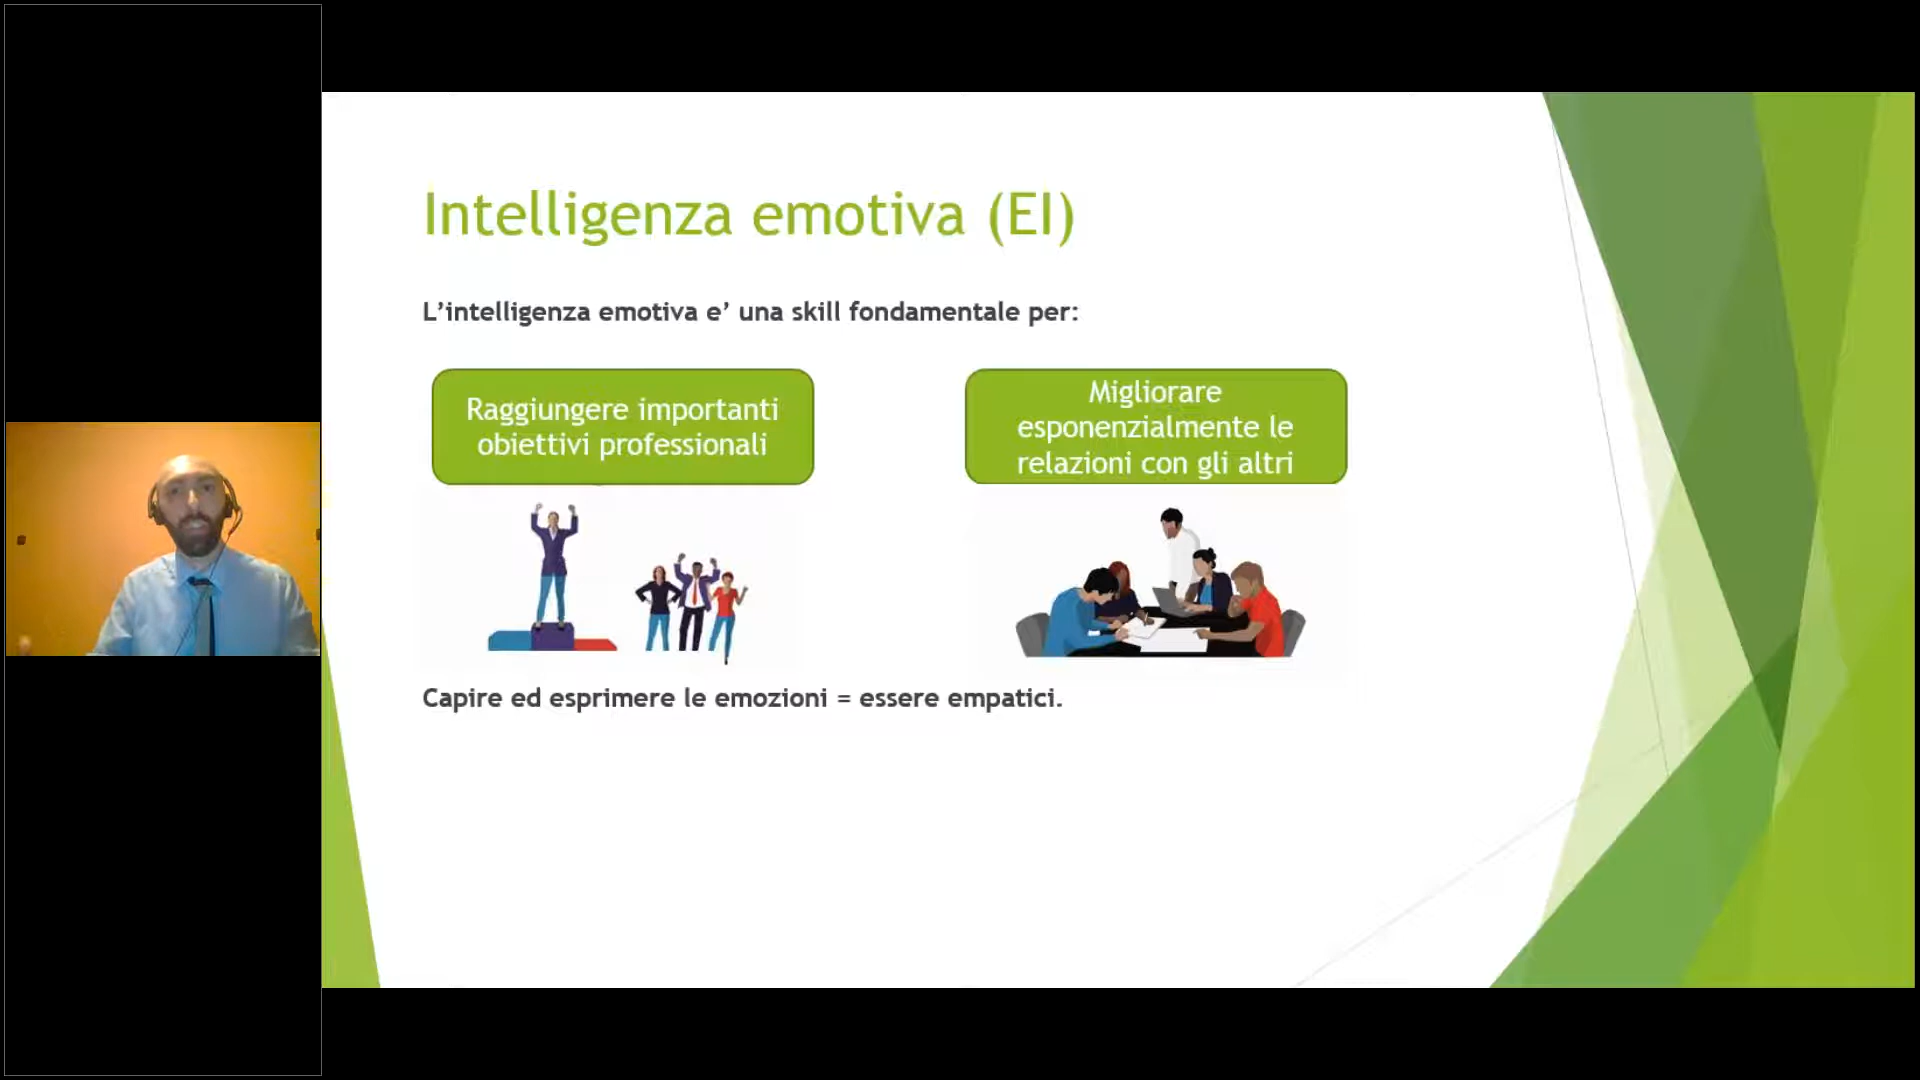 Intelligenza emotiva (EI)
L’intelligenza emotiva e’ una skill fondamentale per:
Raggiungere importanti
obiettivi professionali
Migliorare
esponenzialmente le
relazioni con gli altri
Capire ed esprimere le emozioni = essere empatici.